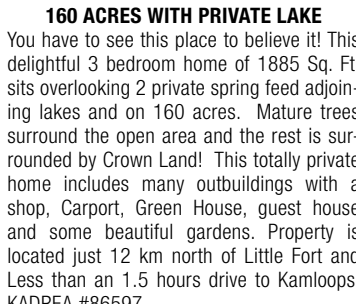 160 ACRES WITH PRIVATE LAKE
You have to see this place to believe it! This
delightful 3 bedroom home of 1885 Sq. Ft
sits overlooking 2 private spring feed adjoin-
ing lakes and on 160 acres. Mature trees
surround the open area and the rest is sur-
rounded by Crown Land! This totally private
home includes many outbuildings with a
shop, Carport, Green House, guest house
and some beautiful gardens. Property is
located just 12 km north of Little Fort and
Less than an 1.5 hours drive to Kamloops.
KADREA #86597